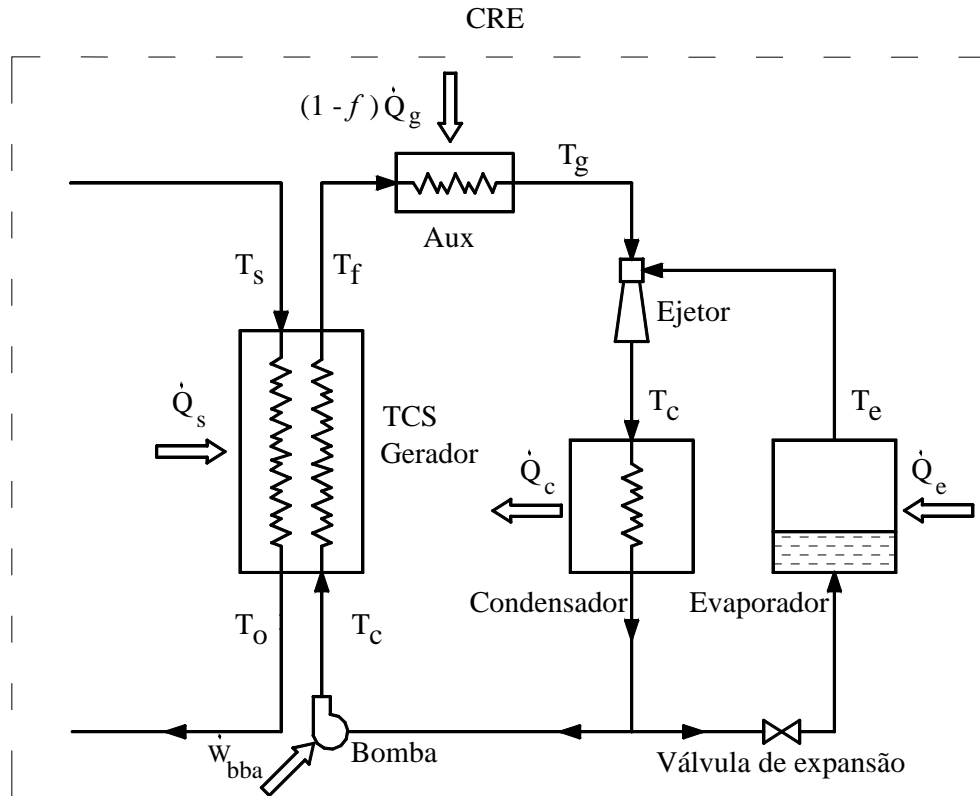 CRE
(1 - f) Q̇g
Tg
Aux
Ts
Tf
Ejetor
Q̇s
TCS
Gerador
Tc
Te
Q̇c
Q̇e
Condensador
Evaporador
To
Tc
Ẇbba
Bomba
Válvula de expansão